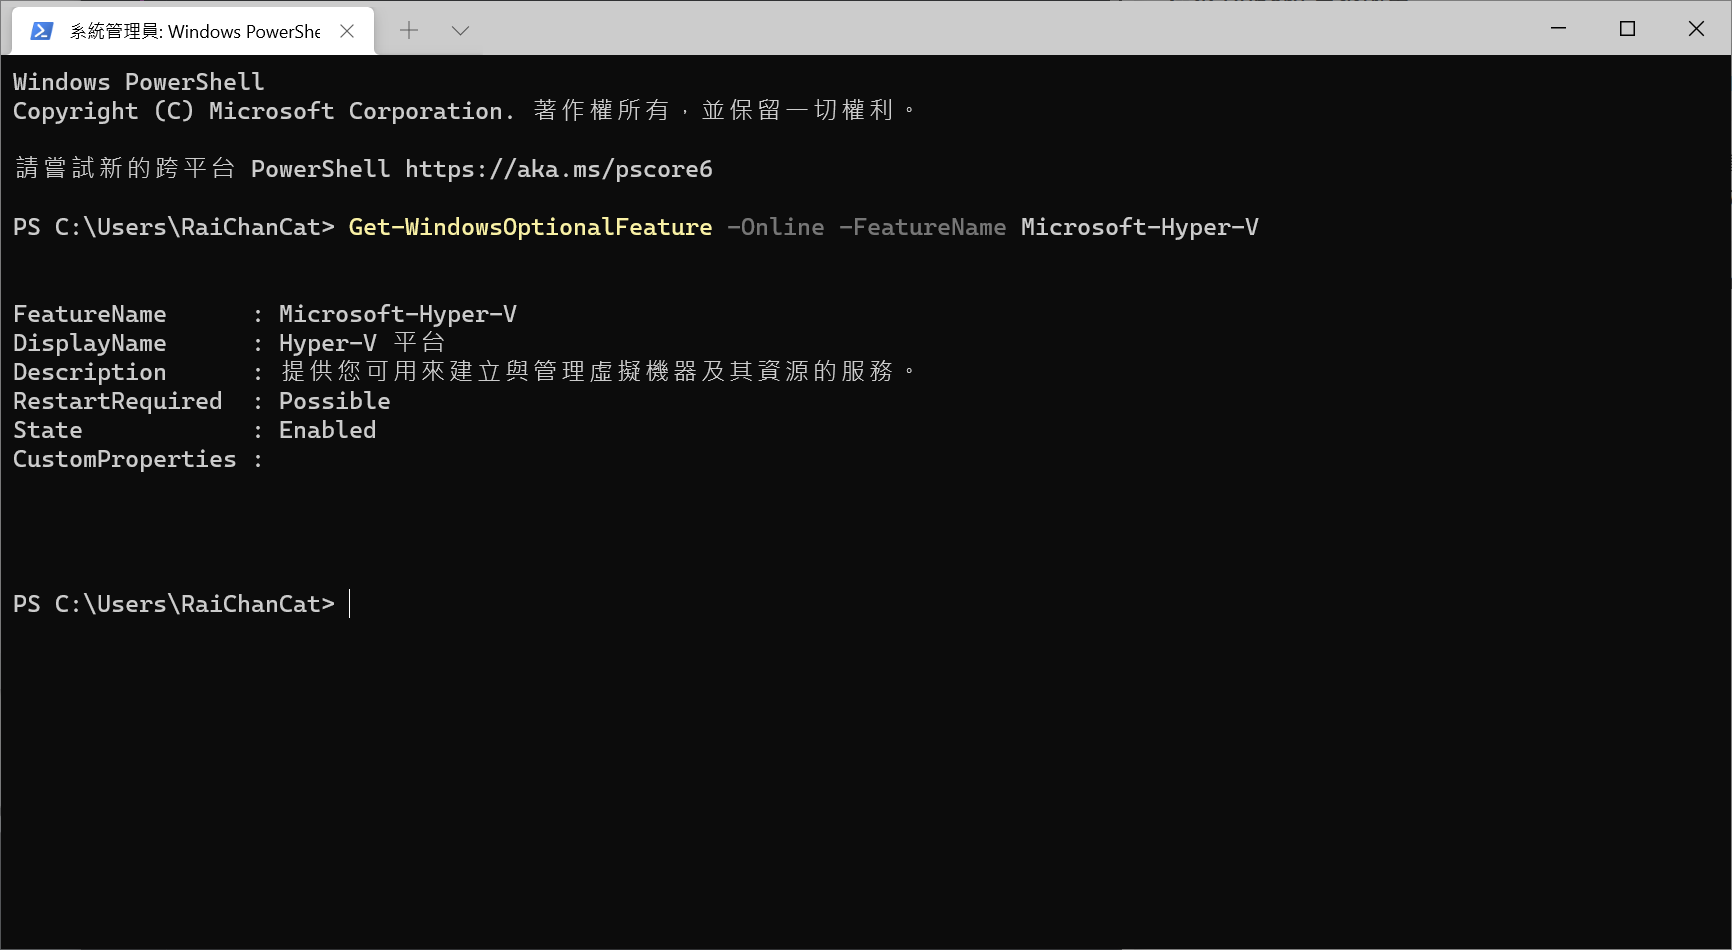 系統管理員: Windows PowerShe
Windows PowerShell
Copyright (C) Microsoft Corporation. 著作權所有，並保留一切權利。
請嘗試新的跨平台 PowerShell https://aka.ms/pscore6
PS C:\Users\RaiChanCat> Get-WindowsOptionalFeature -Online -FeatureName Microsoft-Hyper-V
FeatureName      : Microsoft-Hyper-V
DisplayName      : Hyper-V 平台
Description      : 提供您可用來建立與管理虛擬機器及其資源的服務。
RestartRequired  : Possible
State            : Enabled
CustomProperties :
PS C:\Users\RaiChanCat>